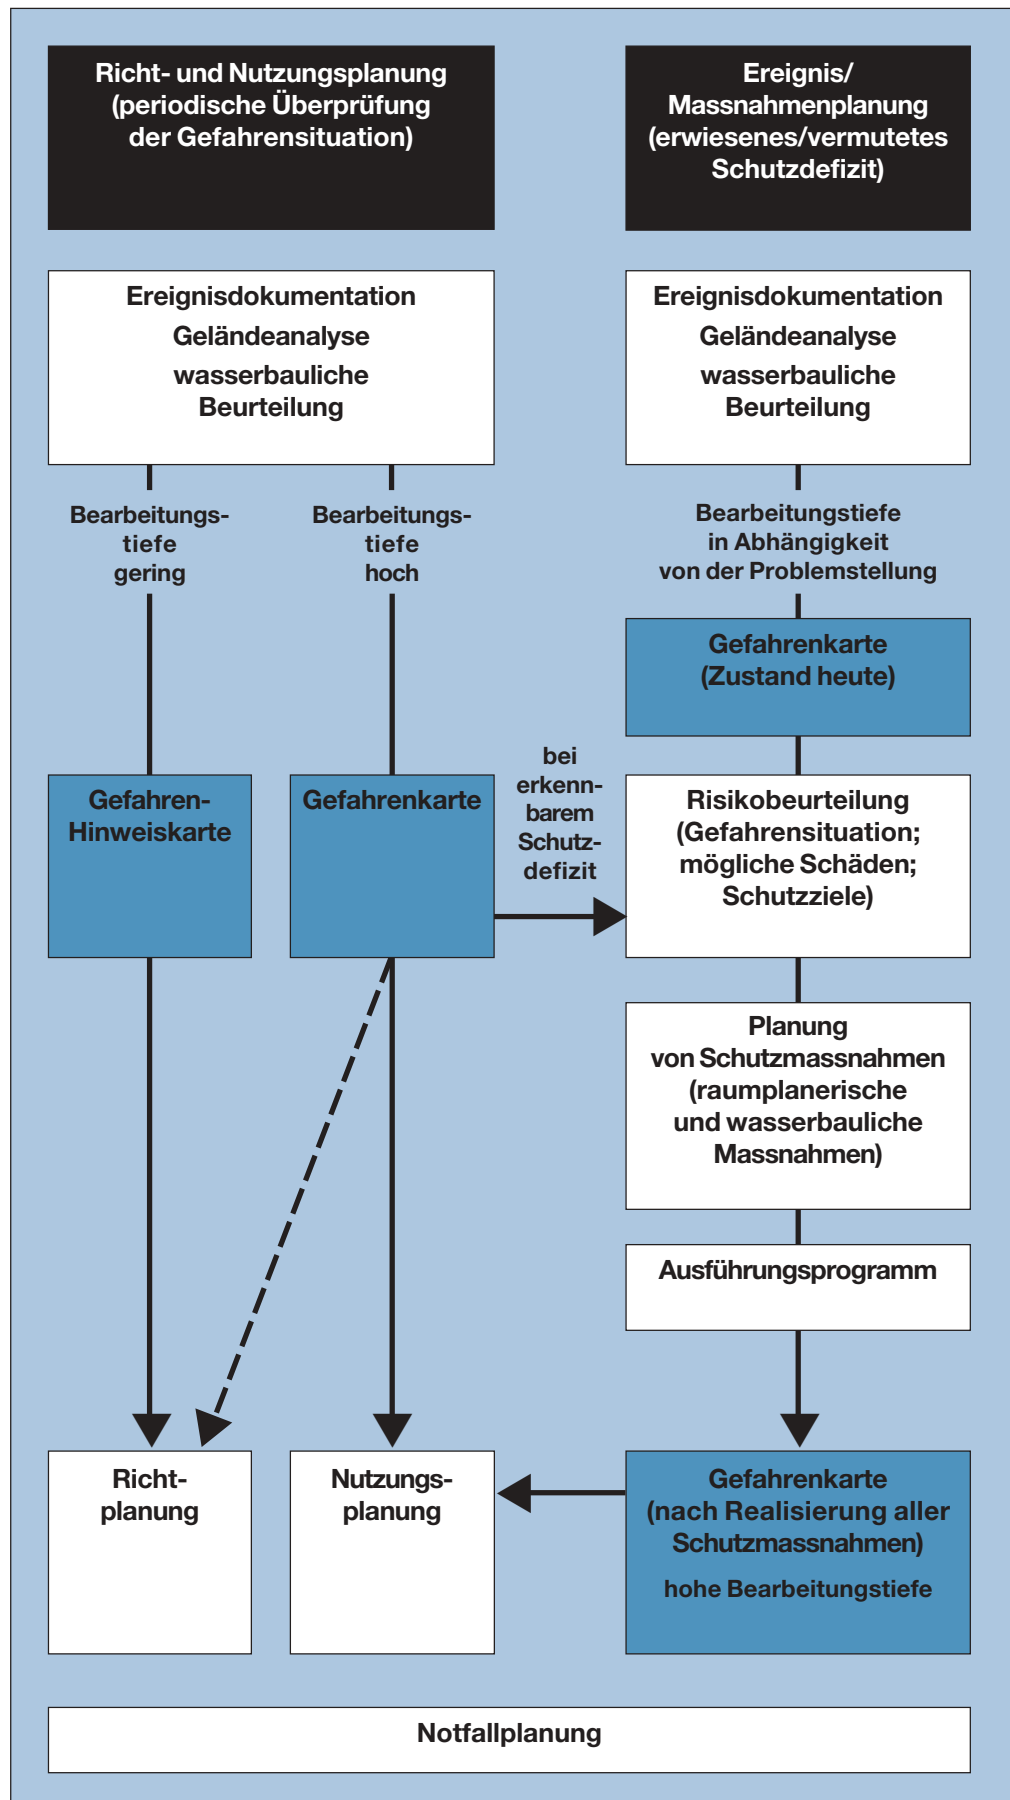 Richt- und Nutzungsplanung
(periodische Überprüfung
der Gefahrensituation)
Ereignis/
Massnahmenplanung
(erwiesenes/vermutetes
Schutzdefizit)
Ereignisdokumentation
Geländeanalyse
wasserbauliche
Beurteilung
Ereignisdokumentation
Geländeanalyse
wasserbauliche
Beurteilung
Bearbeitungs-
tiefe
gering
Bearbeitungs-
tiefe
hoch
Bearbeitungstiefe
in Abhängigkeit
von der Problemstellung
Gefahrenkarte
(Zustand heute)
Gefahren-
Hinweiskarte
Gefahrenkarte
bei
erkenn-
barem
Schutz-
defizit
Risikobeurteilung
(Gefahrensituation;
mögliche Schäden;
Schutzziele)
Planung
von Schutzmassnahmen
(raumplanerische
und wasserbauliche
Massnahmen)
Ausführungsprogramm
Richt-
planung
Nutzungs-
planung
Gefahrenkarte
(nach Realisierung aller
Schutzmassnahmen)
hohe Bearbeitungstiefe
Notfallplanung